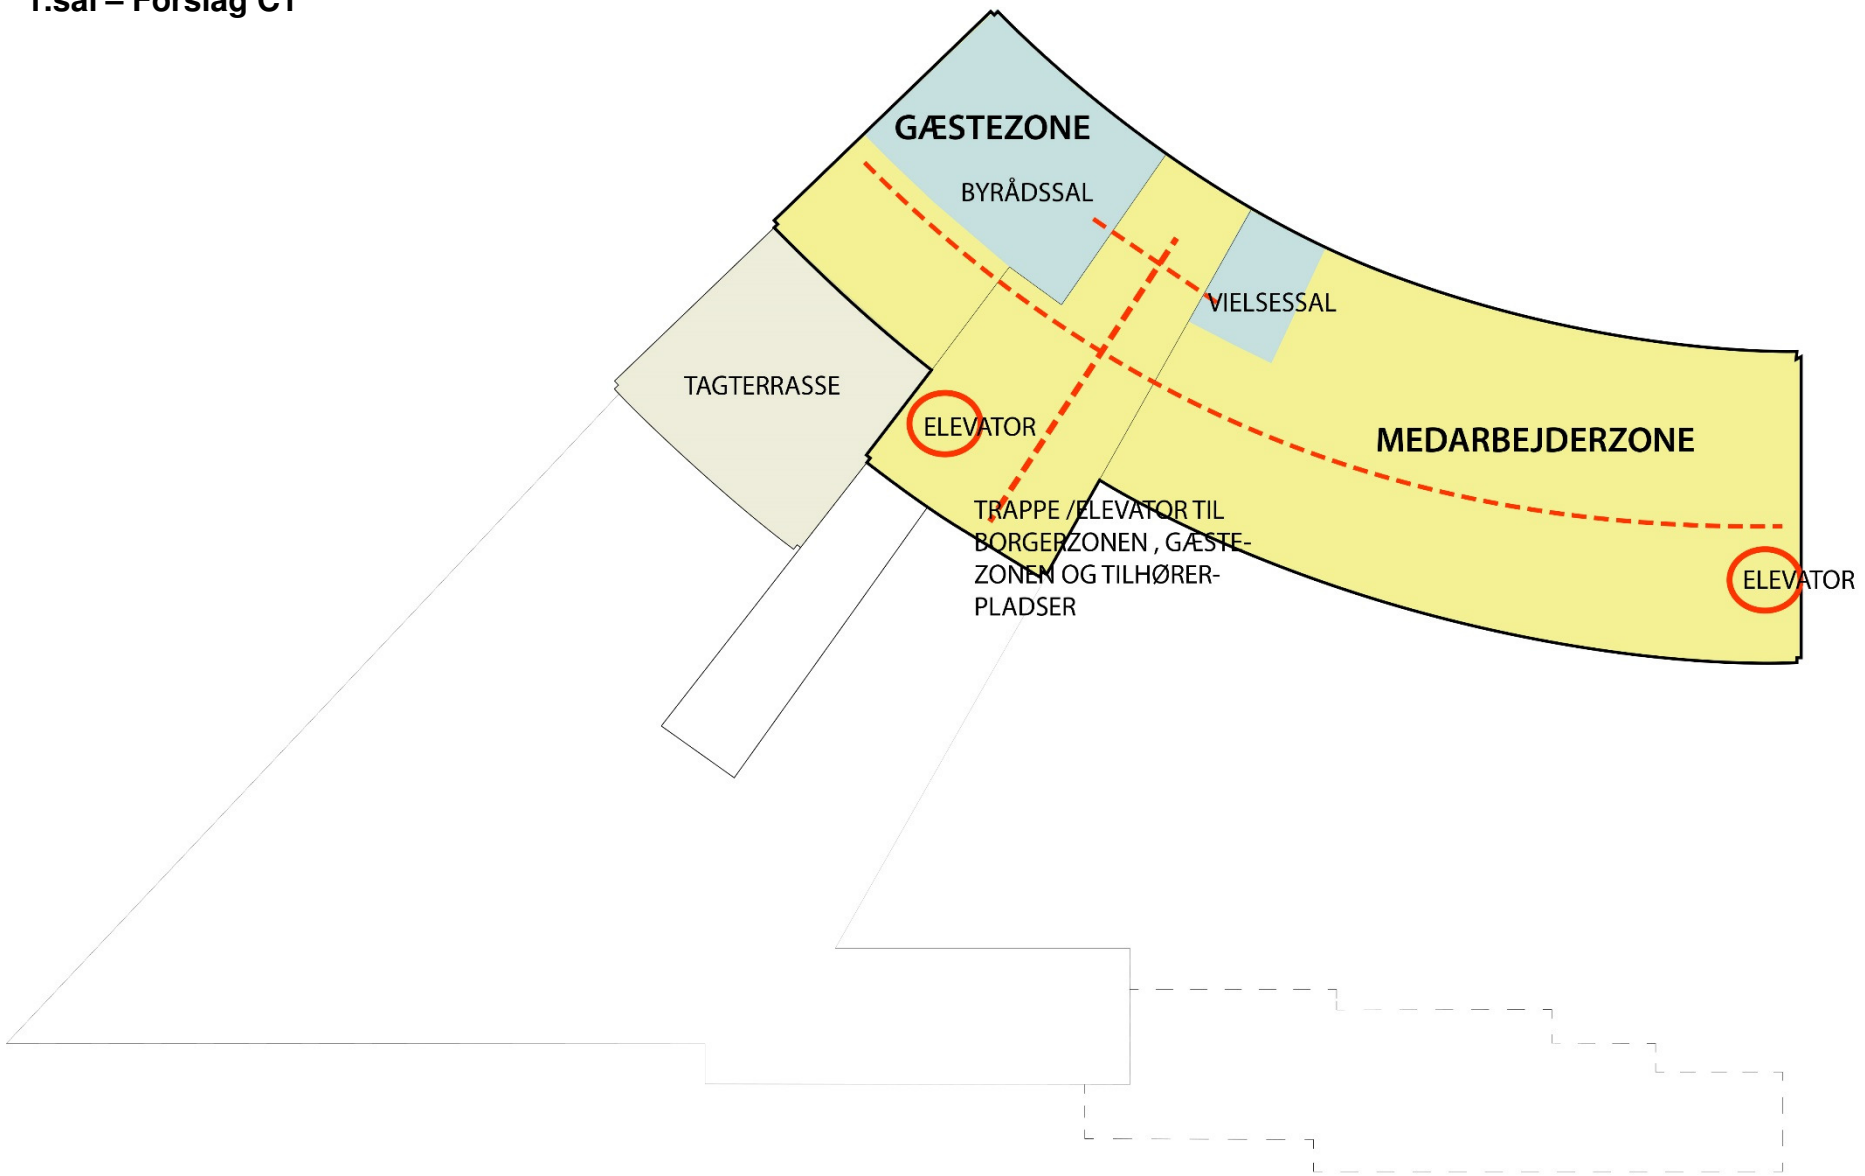 1.sal – Forslag C1
GÆSTEZONE
BYRÅDSSAL
VIELSESSAL
TAGTERRASSE
ELEVATOR
MEDARBEJDERZONE
TRAPPE /ELEVATOR TIL
BORGERZONEN , GÆSTE-
ZONEN OG TILHØRER-
PLADSER
ELEVATOR